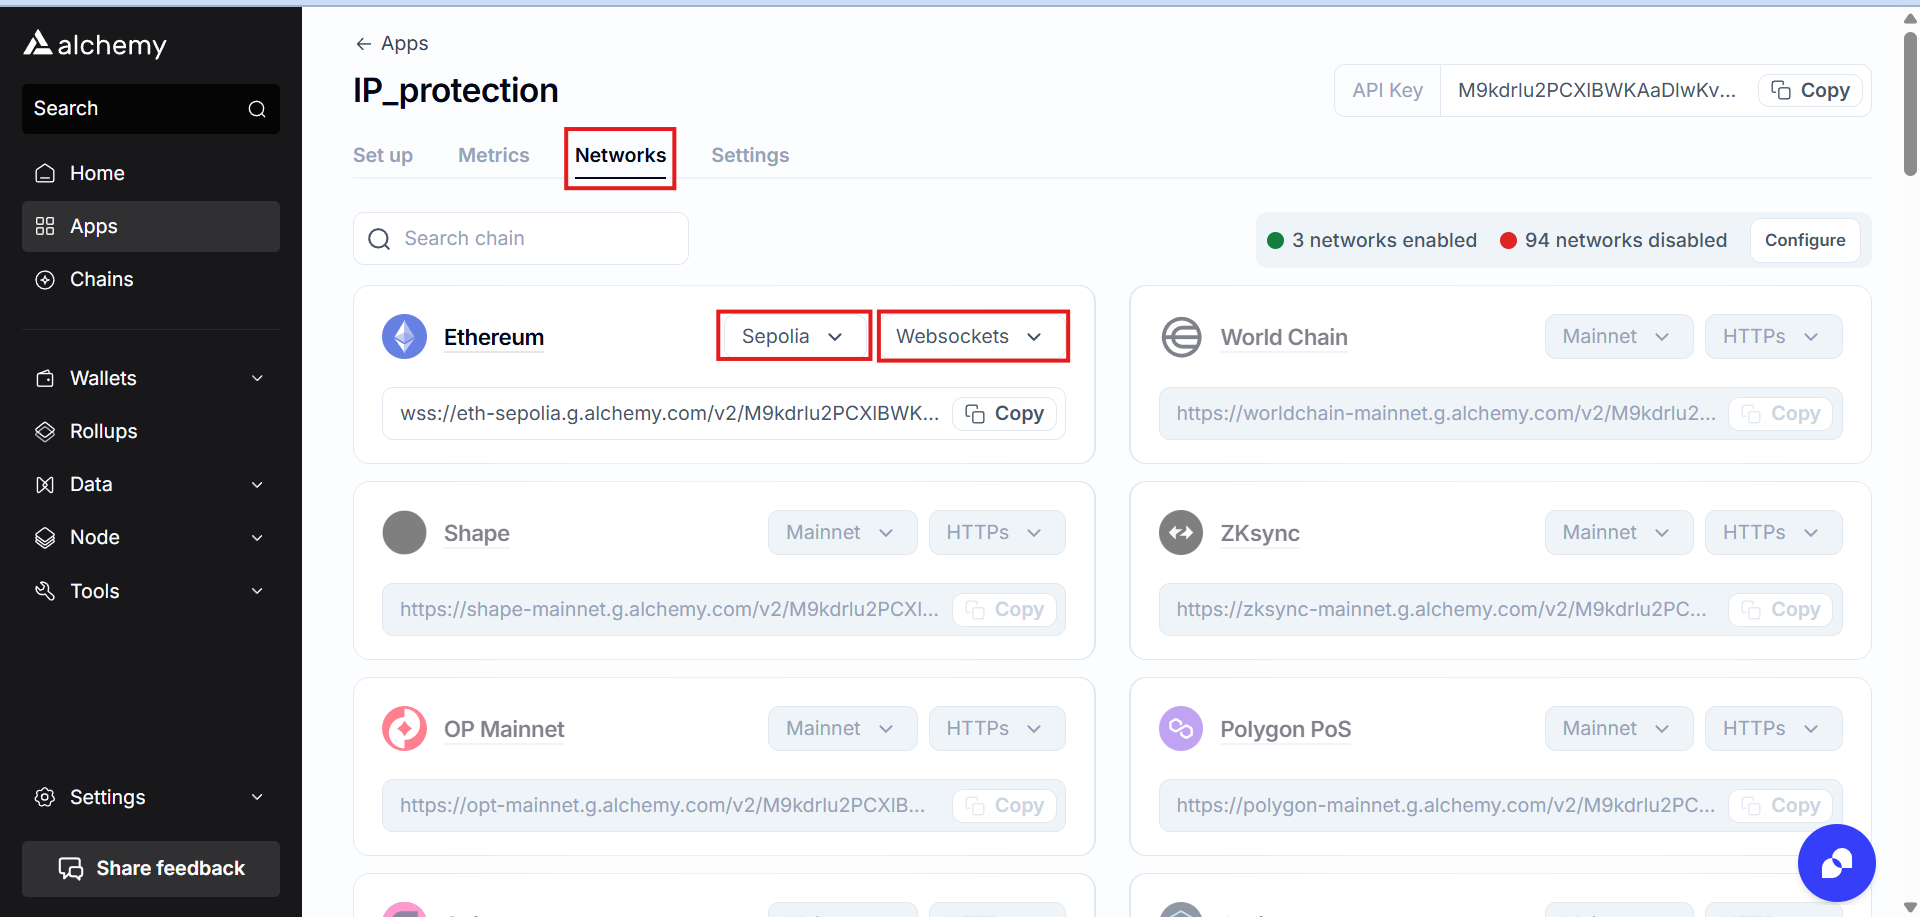 alchemy
Search
Home
Apps
Chains
Wallets
Rollups
Data
Node
Tools
Settings
Share feedback
← Apps
IP_protection
API Key M9kdrlu2PCXlBWKAaDlwKv... Copy
Set up Metrics Networks Settings
Search chain
3 networks enabled 94 networks disabled Configure
Ethereum Sepolia Websockets
wss://eth-sepolia.g.alchemy.com/v2/M9kdrlu2PCXlBWK... Copy
World Chain Mainnet HTTPs
https://worldchain-mainnet.g.alchemy.com/v2/M9kdrlu2... Copy
Shape Mainnet HTTPs
https://shape-mainnet.g.alchemy.com/v2/M9kdrlu2PCXl... Copy
ZKsync Mainnet HTTPs
https://zksync-mainnet.g.alchemy.com/v2/M9kdrlu2PC... Copy
OP Mainnet Mainnet HTTPs
https://opt-mainnet.g.alchemy.com/v2/M9kdrlu2PCXlB... Copy
Polygon PoS Mainnet HTTPs
https://polygon-mainnet.g.alchemy.com/v2/M9kdrlu2PC... Copy